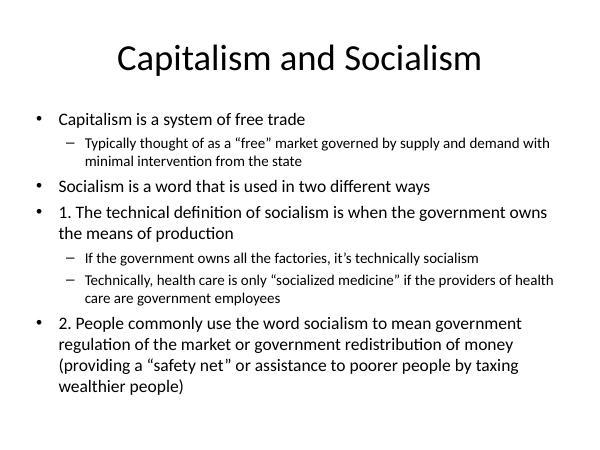 Capitalism and Socialism
• Capitalism is a system of free trade
– Typically thought of as a “free” market governed by supply and demand with
minimal intervention from the state
• Socialism is a word that is used in two different ways
• 1. The technical definition of socialism is when the government owns
the means of production
– If the government owns all the factories, it’s technically socialism
– Technically, health care is only “socialized medicine” if the providers of health
care are government employees
• 2. People commonly use the word socialism to mean government
regulation of the market or government redistribution of money
(providing a “safety net” or assistance to poorer people by taxing
wealthier people)